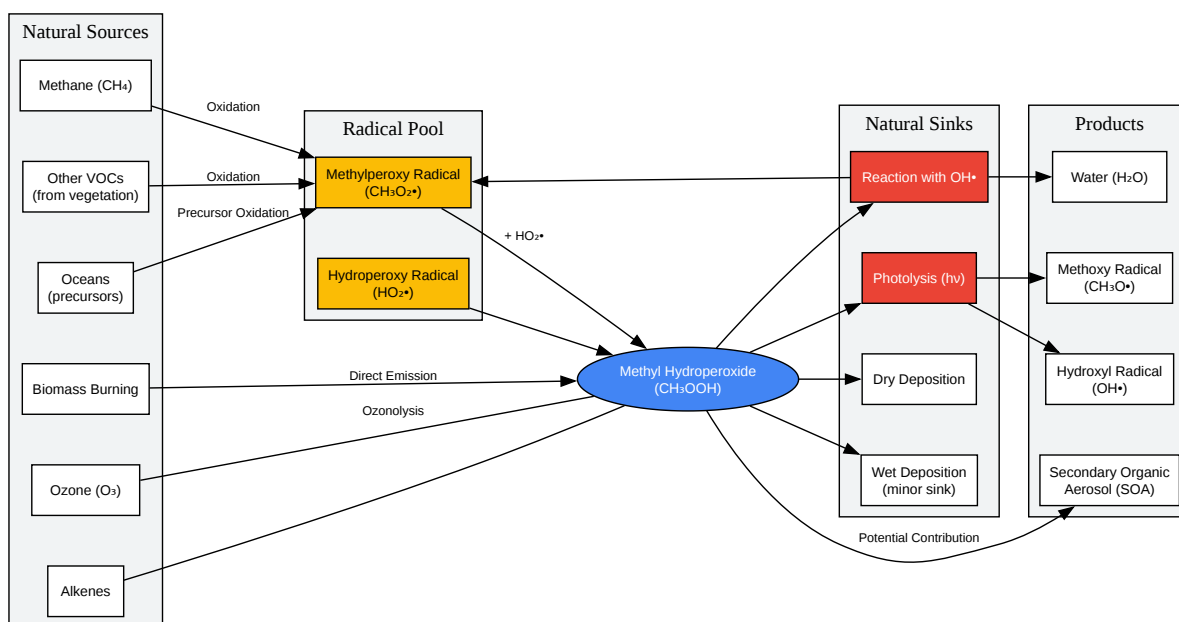 Natural Sources
Methane (CH₄)
Other VOCs
(from vegetation)
Oceans
(precursors)
Biomass Burning
Ozone (O₃)
Alkenes
Oxidation
Oxidation
Precursor Oxidation
Direct Emission
Ozonolysis
Radical Pool
Methylperoxy Radical
(CH₃O₂•)
Hydroperoxy Radical
(HO₂•)
+ HO₂•
Methyl Hydroperoxide
(CH₃OOH)
Natural Sinks
Reaction with OH•
Photolysis (hν)
Dry Deposition
Wet Deposition
(minor sink)
Potential Contribution
Products
Water (H₂O)
Methoxy Radical
(CH₃O•)
Hydroxyl Radical
(OH•)
Secondary Organic
Aerosol (SOA)